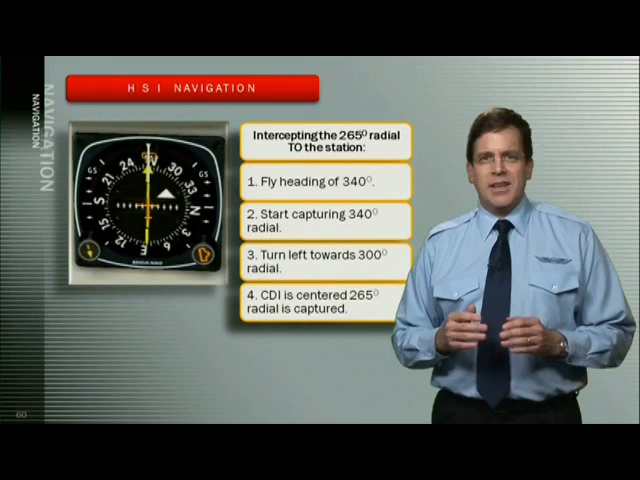 NAVIGATION
NAVIGATION
HSI NAVIGATION
Intercepting the 265⁰ radial
TO the station:
1. Fly heading of 340⁰.
2. Start capturing 340⁰
radial.
3. Turn left towards 300⁰
radial.
4. CDI is centered 265⁰
radial is captured.
24 30 33 N 3 6 E 12 15 S
GS GS
60